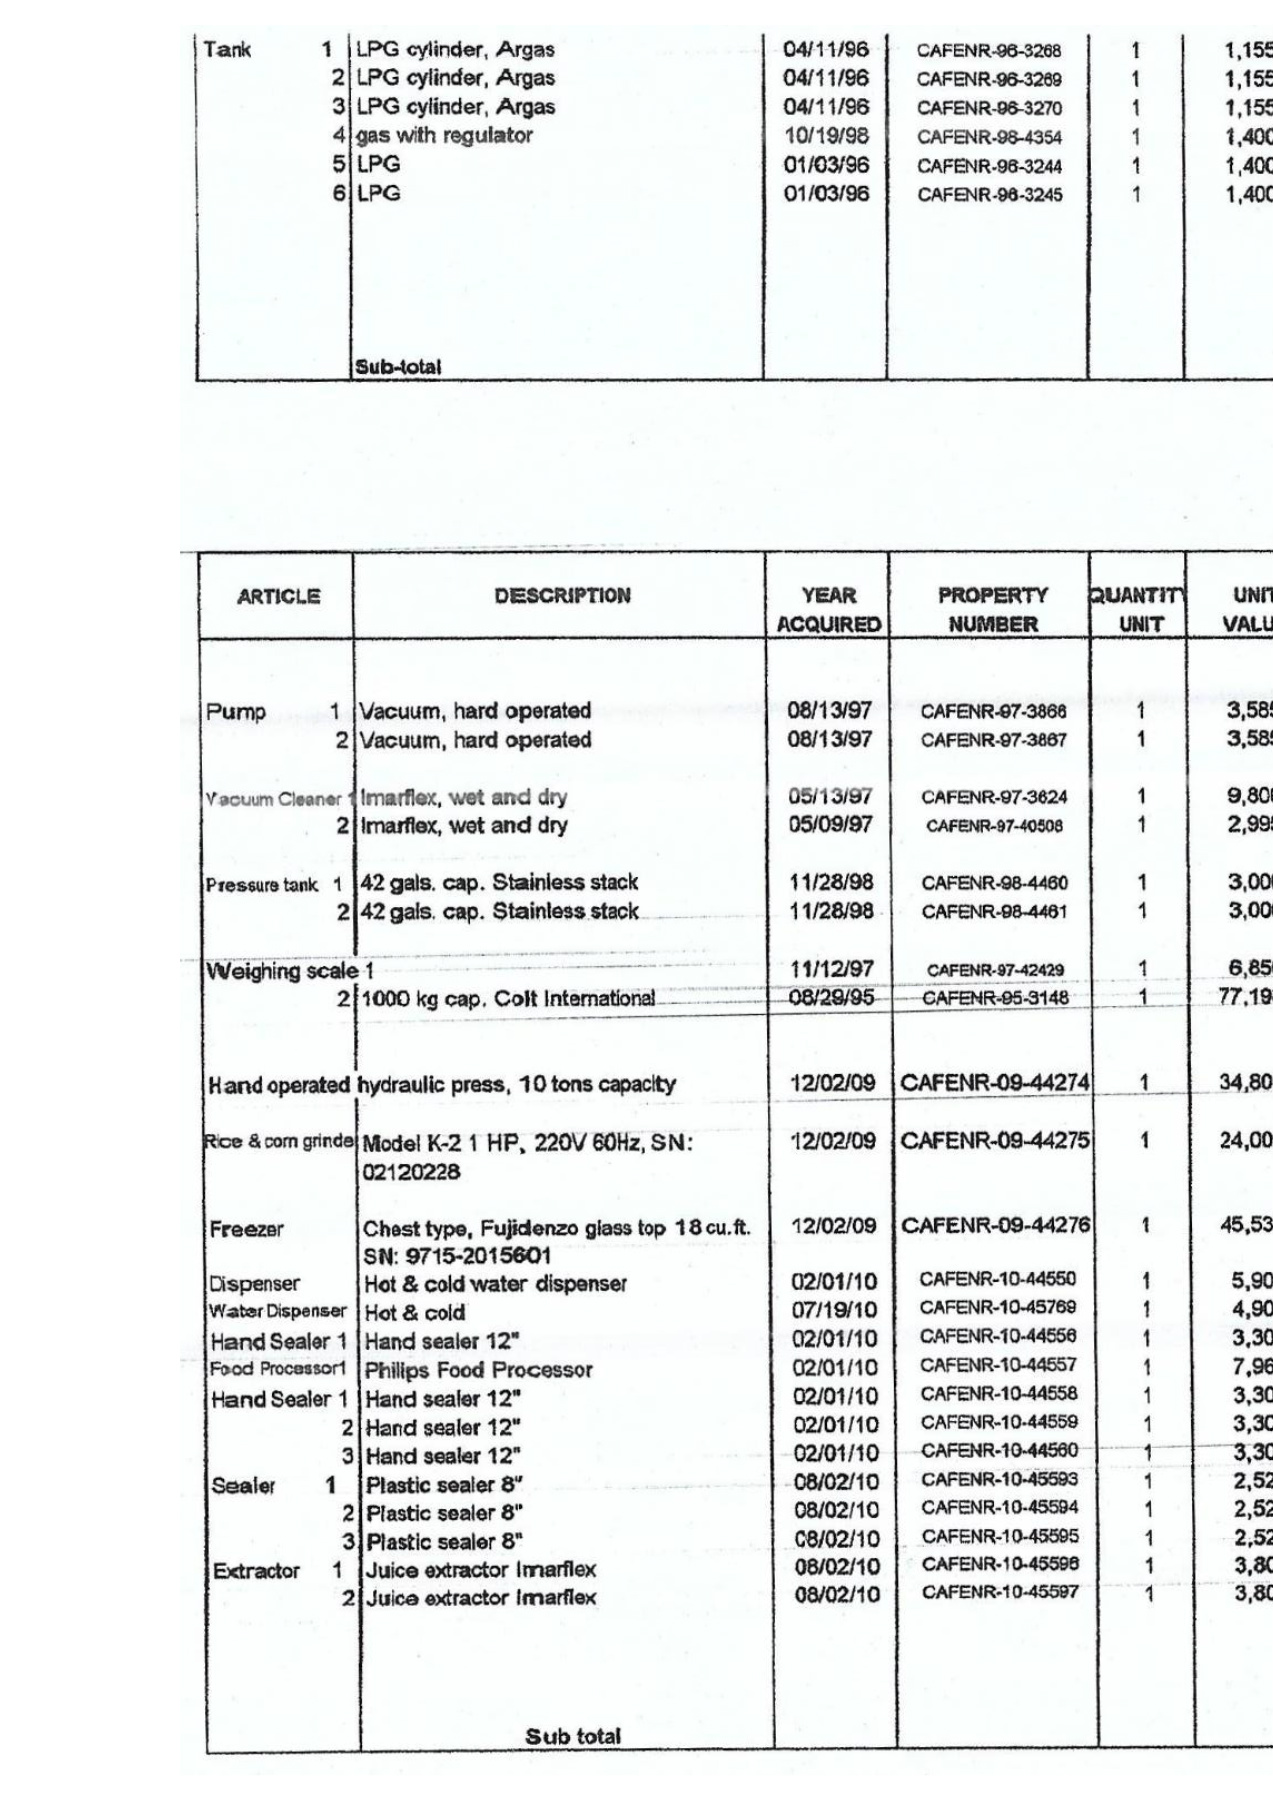 Tank 1 LPG cylinder, Argas 04/11/96 CAFENR-96-3268 1 1,155
2 LPG cylinder, Argas 04/11/96 CAFENR-96-3269 1 1,155
3 LPG cylinder, Argas 04/11/96 CAFENR-96-3270 1 1,155
4 gas with regulator 10/19/98 CAFENR-98-4354 1 1,400
5 LPG 01/03/96 CAFENR-96-3244 1 1,400
6 LPG 01/03/96 CAFENR-96-3245 1 1,400
Sub-total
ARTICLE DESCRIPTION YEAR PROPERTY QUANTITY UNIT
ACQUIRED NUMBER UNIT VALU
Pump 1 Vacuum, hard operated 08/13/97 CAFENR-97-3866 1 3,585
2 Vacuum, hard operated 08/13/97 CAFENR-97-3867 1 3,585
Vacuum Cleaner 1 Imarflex, wet and dry 05/13/97 CAFENR-97-3624 1 9,800
2 Imarflex, wet and dry 05/09/97 CAFENR-97-40508 1 2,995
Pressure tank 1 42 gals. cap. Stainless stack 11/28/98 CAFENR-98-4460 1 3,000
2 42 gals. cap. Stainless stack 11/28/98 CAFENR-98-4461 1 3,000
Weighing scale 1 11/12/97 CAFENR-97-42429 1 6,850
2 1000 kg cap. Colt International 08/29/95 CAFENR-95-3148 1 77,19
Hand operated hydraulic press, 10 tons capacity 12/02/09 CAFENR-09-44274 1 34,80
Rice & corn grinde Model K-2 1 HP, 220V 60Hz, SN: 12/02/09 CAFENR-09-44275 1 24,00
02120228
Freezer Chest type, Fujidenzo glass top 18 cu.ft. 12/02/09 CAFENR-09-44276 1 45,53
SN: 9715-2015601
Dispenser Hot & cold water dispenser 02/01/10 CAFENR-10-44550 1 5,90
Water Dispenser Hot & cold 07/19/10 CAFENR-10-45769 1 4,90
Hand Sealer 1 Hand sealer 12" 02/01/10 CAFENR-10-44556 1 3,30
Food Processor1 Philips Food Processor 02/01/10 CAFENR-10-44557 1 7,96
Hand Sealer 1 Hand sealer 12" 02/01/10 CAFENR-10-44558 1 3,30
2 Hand sealer 12" 02/01/10 CAFENR-10-44559 1 3,30
3 Hand sealer 12" 02/01/10 CAFENR-10-44560 1 3,30
Sealer 1 Plastic sealer 8" 08/02/10 CAFENR-10-45593 1 2,52
2 Plastic sealer 8" 08/02/10 CAFENR-10-45594 1 2,52
3 Plastic sealer 8" 08/02/10 CAFENR-10-45595 1 2,52
Extractor 1 Juice extractor Imarflex 08/02/10 CAFENR-10-45596 1 3,80
2 Juice extractor Imarflex 08/02/10 CAFENR-10-45597 1 3,80
Sub total